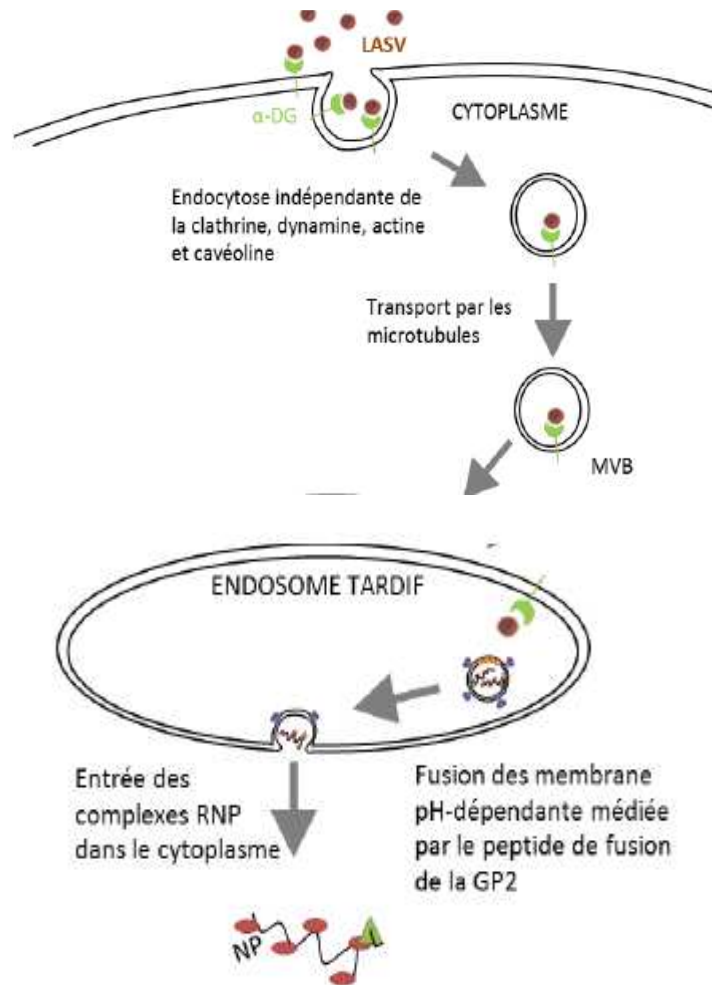 LASV
α-DG
CYTOPLASME
Endocytose indépendante de
la clathrine, dynamine, actine
et cavéoline
Transport par les
microtubules
MVB
ENDOSOME TARDIF
Entrée des
complexes RNP
dans le cytoplasme
Fusion des membrane
pH-dépendante médiée
par le peptide de fusion
de la GP2
NP
L